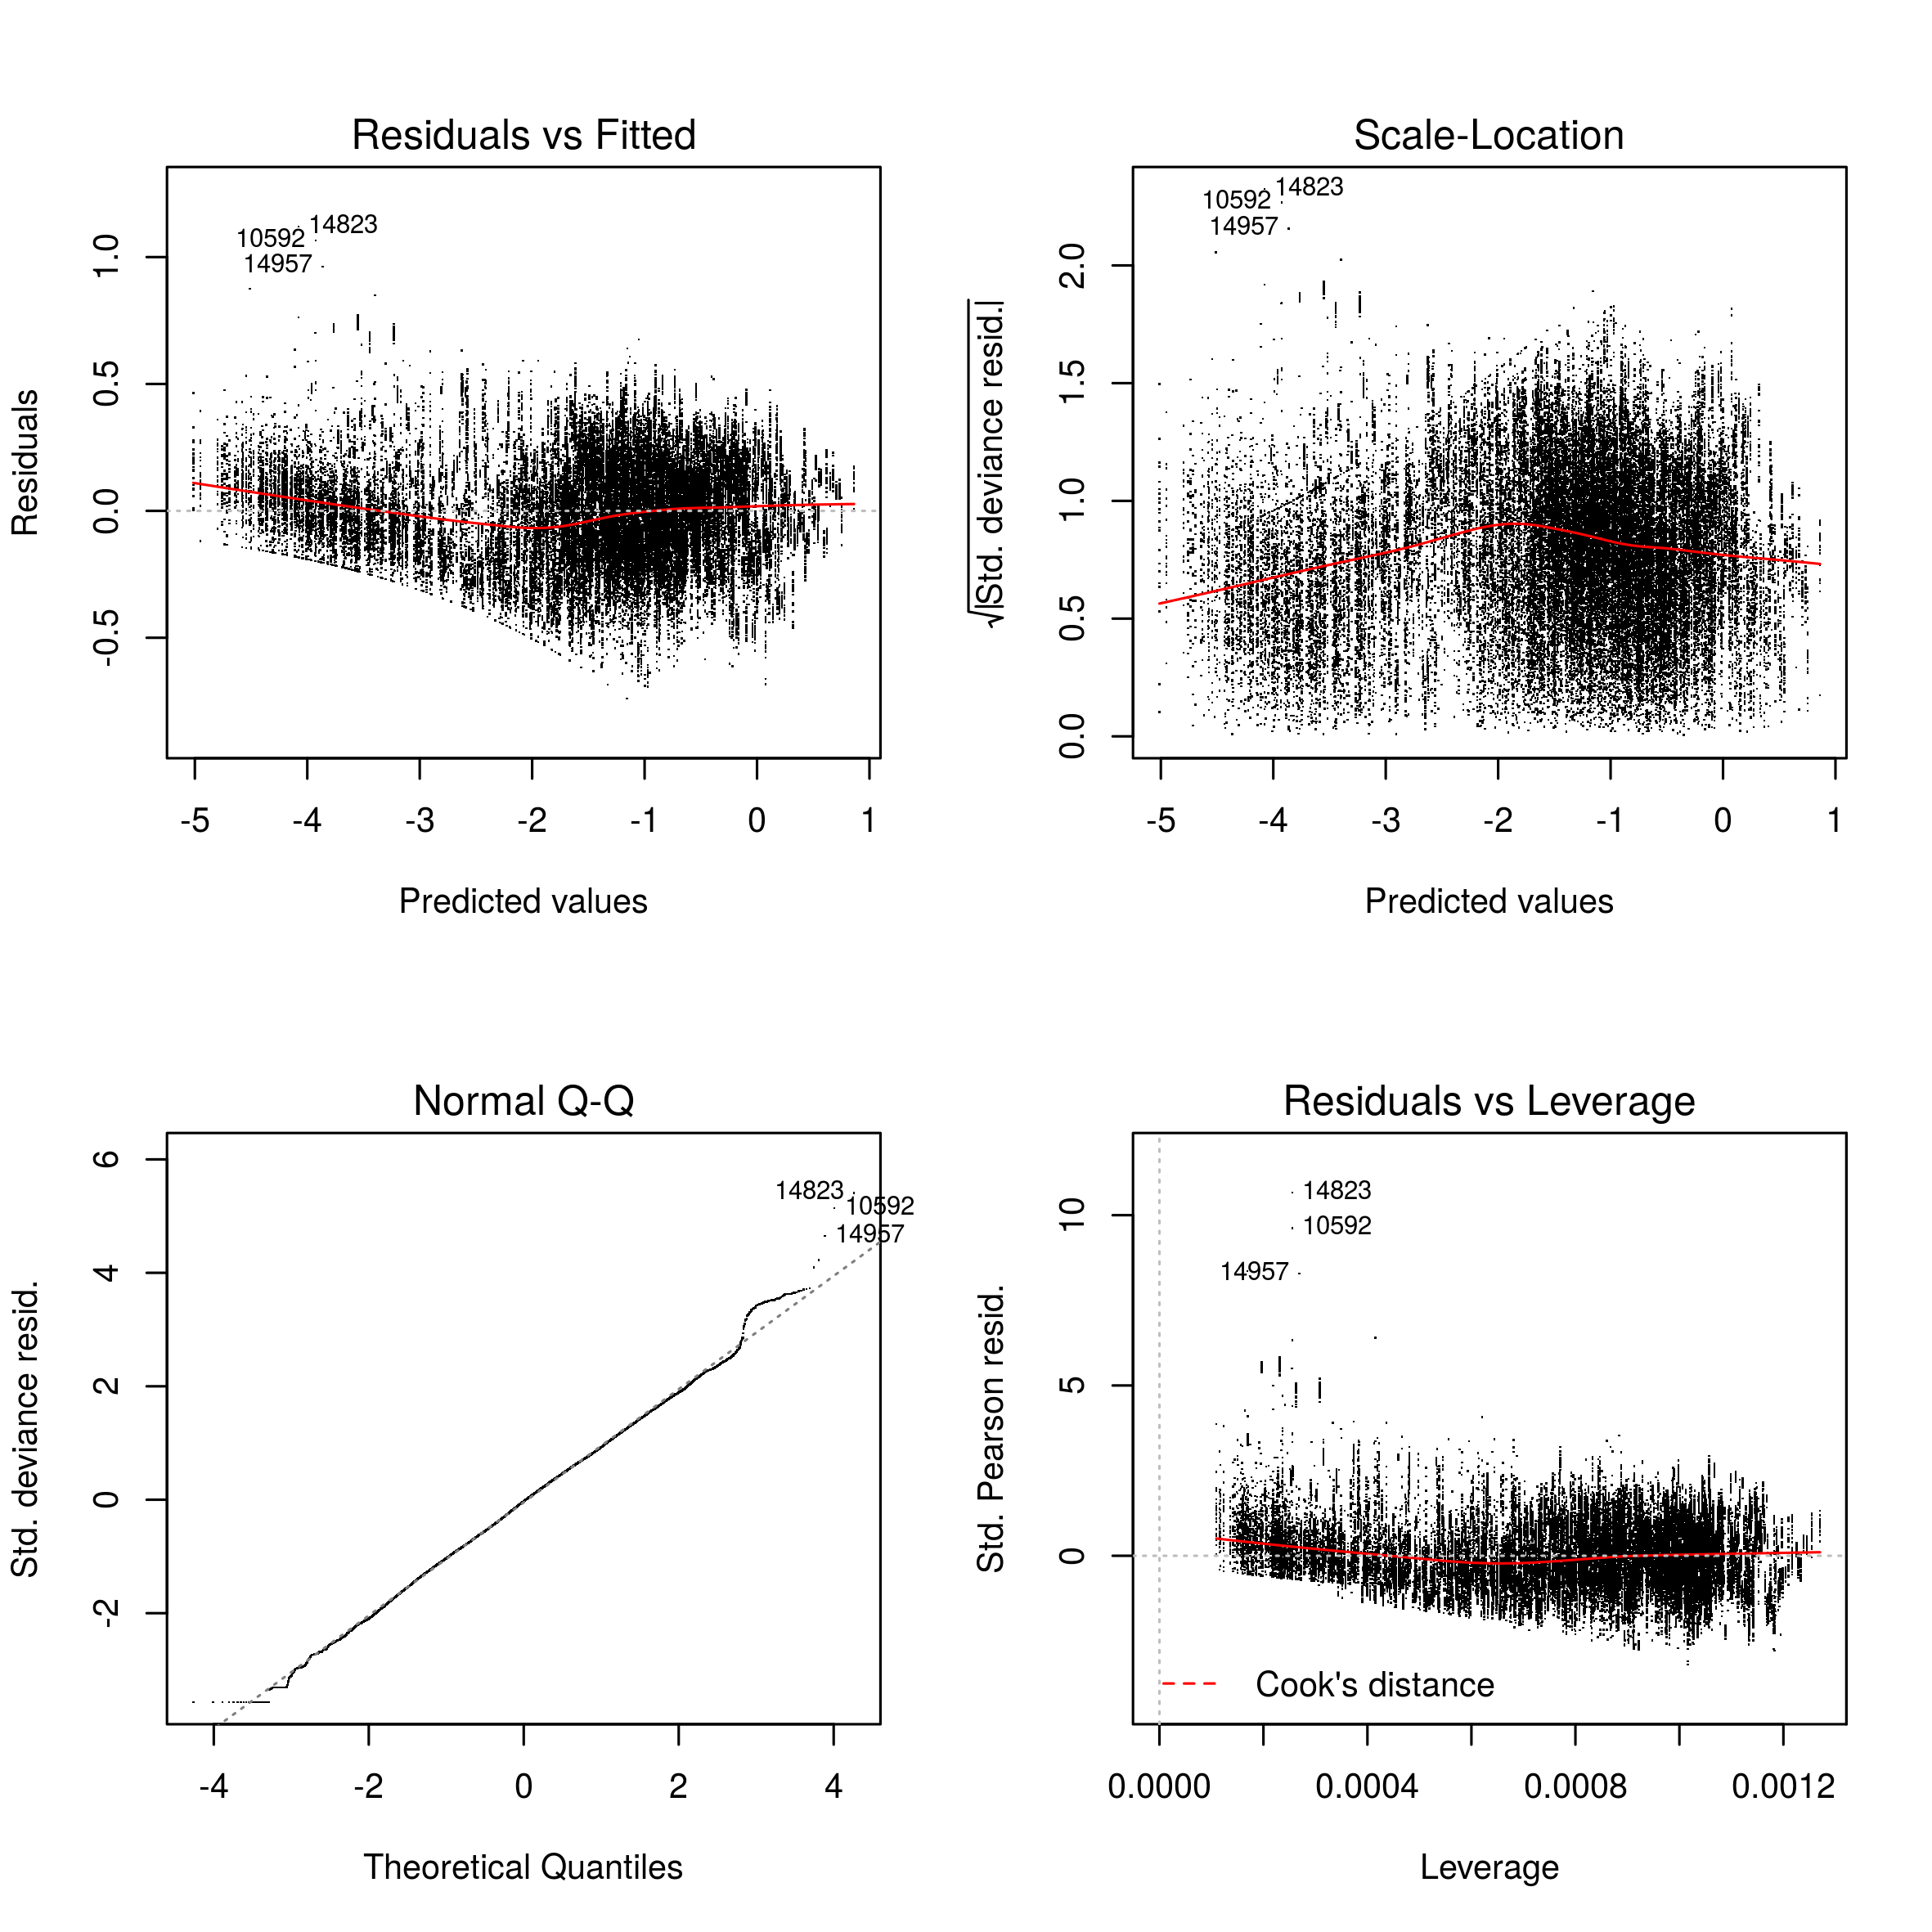 Residuals vs Fitted
Residuals
1.0
0.5
0.0
-0.5
14823
10592
14957
-5 -4 -3 -2 -1 0 1
Predicted values
Scale-Location
√|Std. deviance resid.|
2.0
1.5
1.0
0.5
0.0
14823
10592
14957
-5 -4 -3 -2 -1 0 1
Predicted values
Normal Q-Q
Std. deviance resid.
6
4
2
0
-2
14823
10592
14957
-4 -2 0 2 4
Theoretical Quantiles
Residuals vs Leverage
Std. Pearson resid.
10
5
0
14823
10592
14957
Cook's distance
0.0000 0.0004 0.0008 0.0012
Leverage